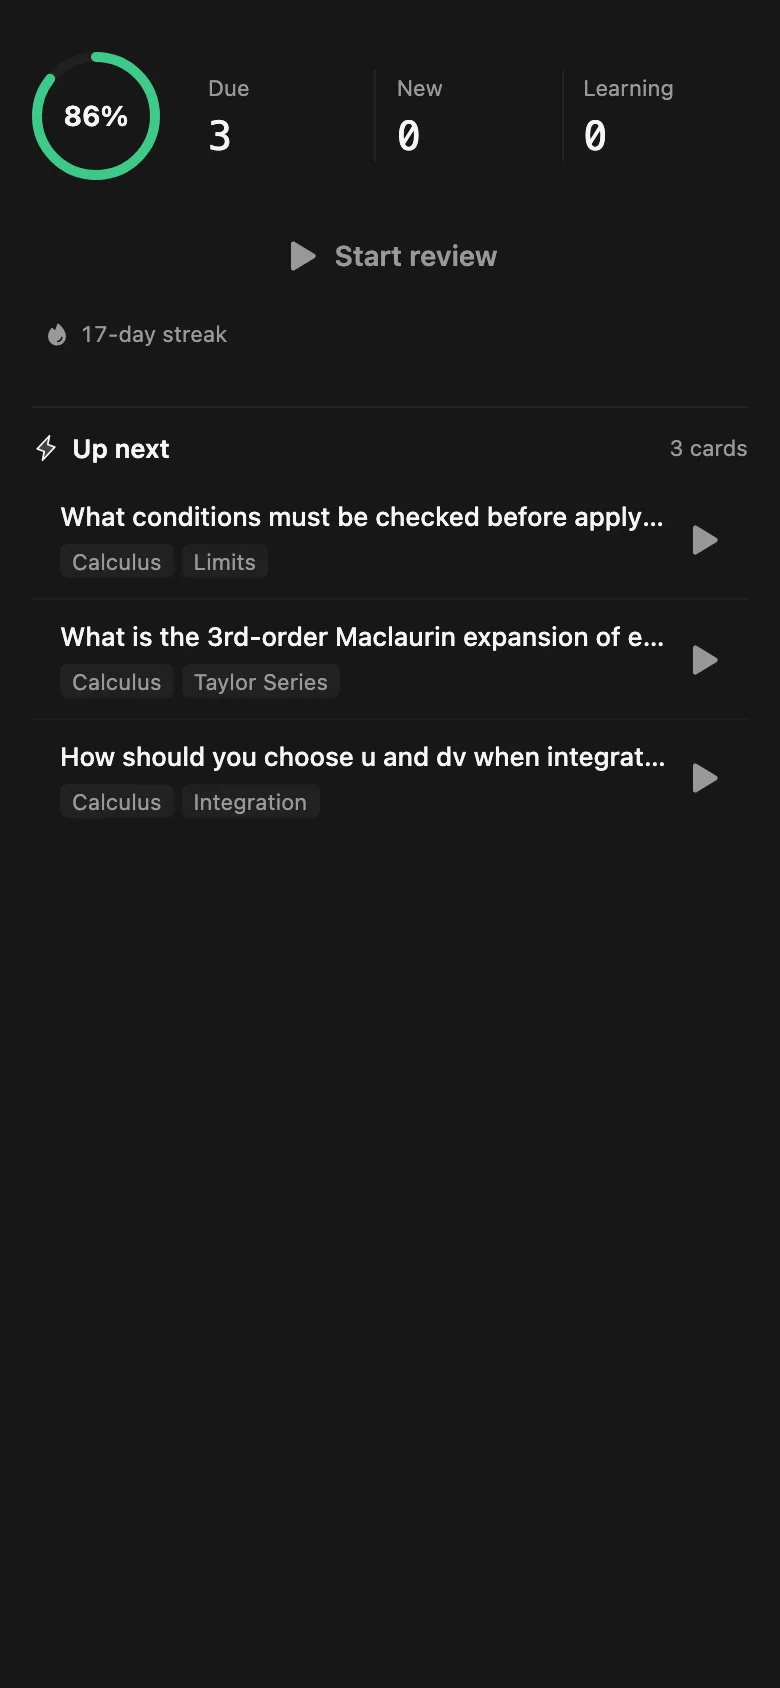 86%
Due
3
New
0
Learning
0
Start review
17-day streak
Up next
3 cards
What conditions must be checked before apply...
Calculus Limits
What is the 3rd-order Maclaurin expansion of e...
Calculus Taylor Series
How should you choose u and dv when integrat...
Calculus Integration